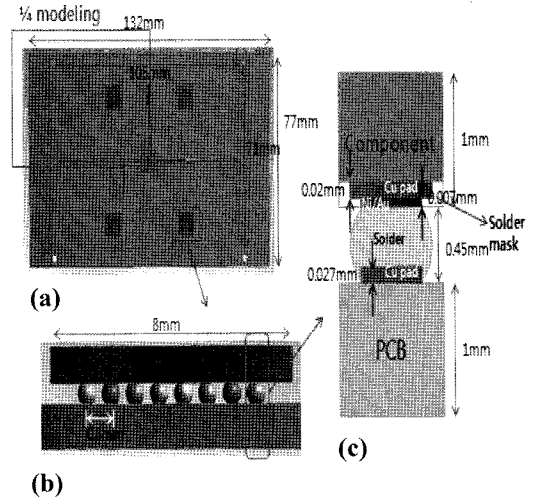 ¼ modeling
132mm
77mm
(a)
8mm
(b)
Component
1mm
Cu pad
0.02mm
0.007mm
Solder
mask
Solder
0.45mm
0.027mm
Cu pad
PCB
1mm
(c)